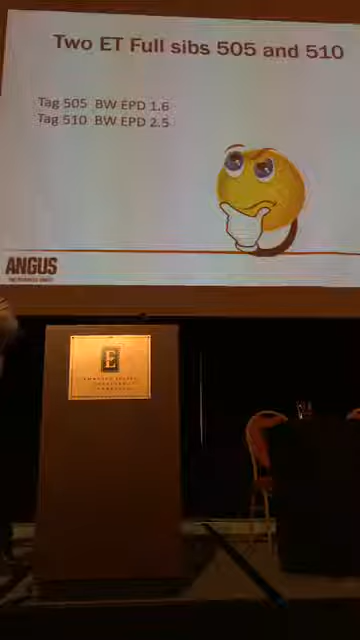 Two ET Full sibs 505 and 510
Tag 505 BW EPD 1.6
Tag 510 BW EPD 2.5
ANGUS
E